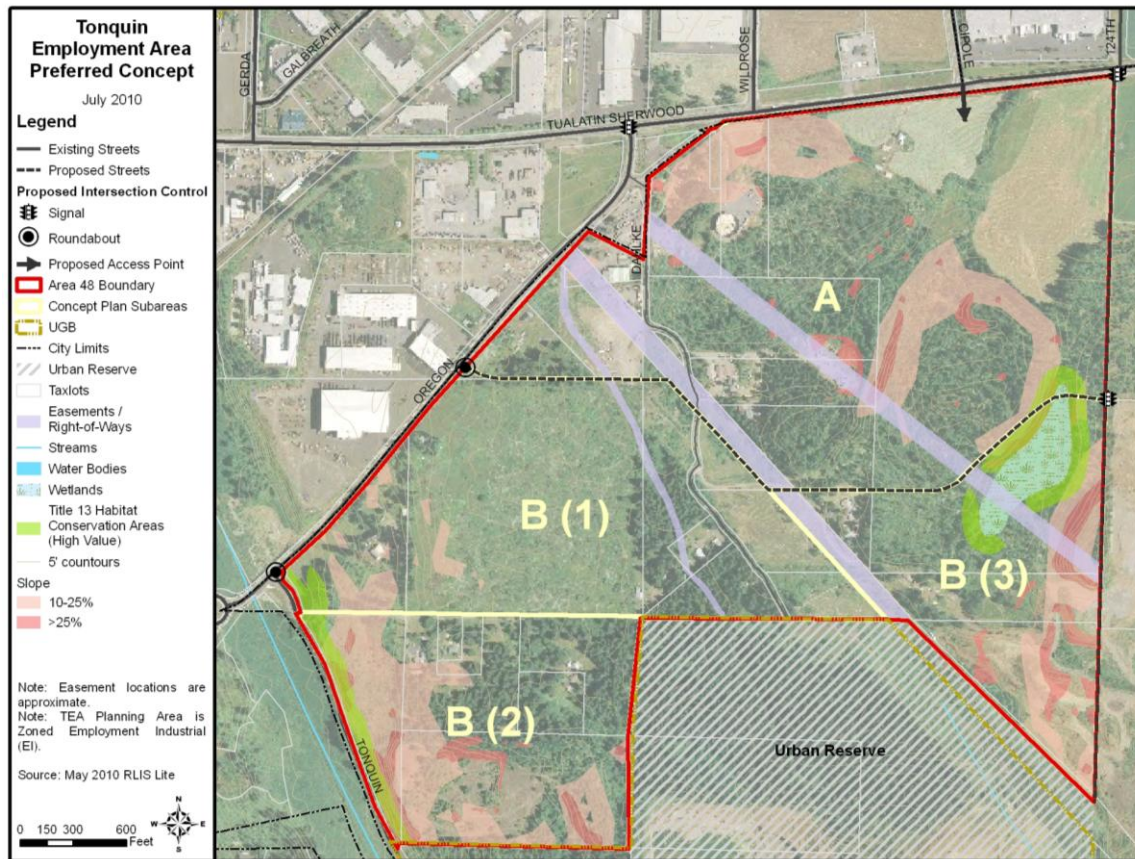 Tonquin
Employment Area
Preferred Concept
July 2010
Legend
Existing Streets
Proposed Streets
Proposed Intersection Control
Signal
Roundabout
Proposed Access Point
Area 48 Boundary
Concept Plan Subareas
UGB
City Limits
Urban Reserve
Taxlots
Easements /
Right-of-Ways
Streams
Water Bodies
Wetlands
Title 13 Habitat
Conservation Areas
(High Value)
5' countours
Slope
10-25%
>25%
Note: Easement locations are
approximate.
Note: TEA Planning Area is
Zoned Employment Industrial
(EI).
Source: May 2010 RLIS Lite
N
W E
S
0 150 300 600
Feet
GERDA
GALBREATH
TUALATIN SHERWOOD
WILDROSE
CIPOLE
124TH
DAHLKE
OREGON
TONQUIN
A
B (1)
B (3)
B (2)
Urban Reserve